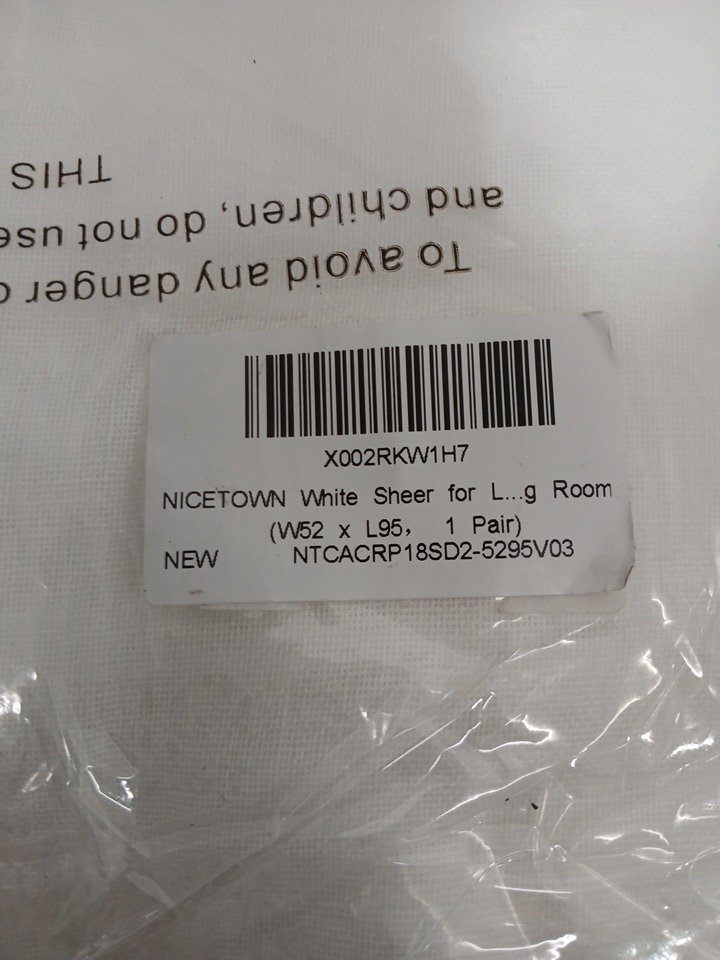 To avoid any danger
and children, do not use
THIS
X002RKW1H7
NICETOWN White Sheer for L...g Room
(W52 x L95, 1 Pair)
NEW NTCACRP18SD2-5295V03